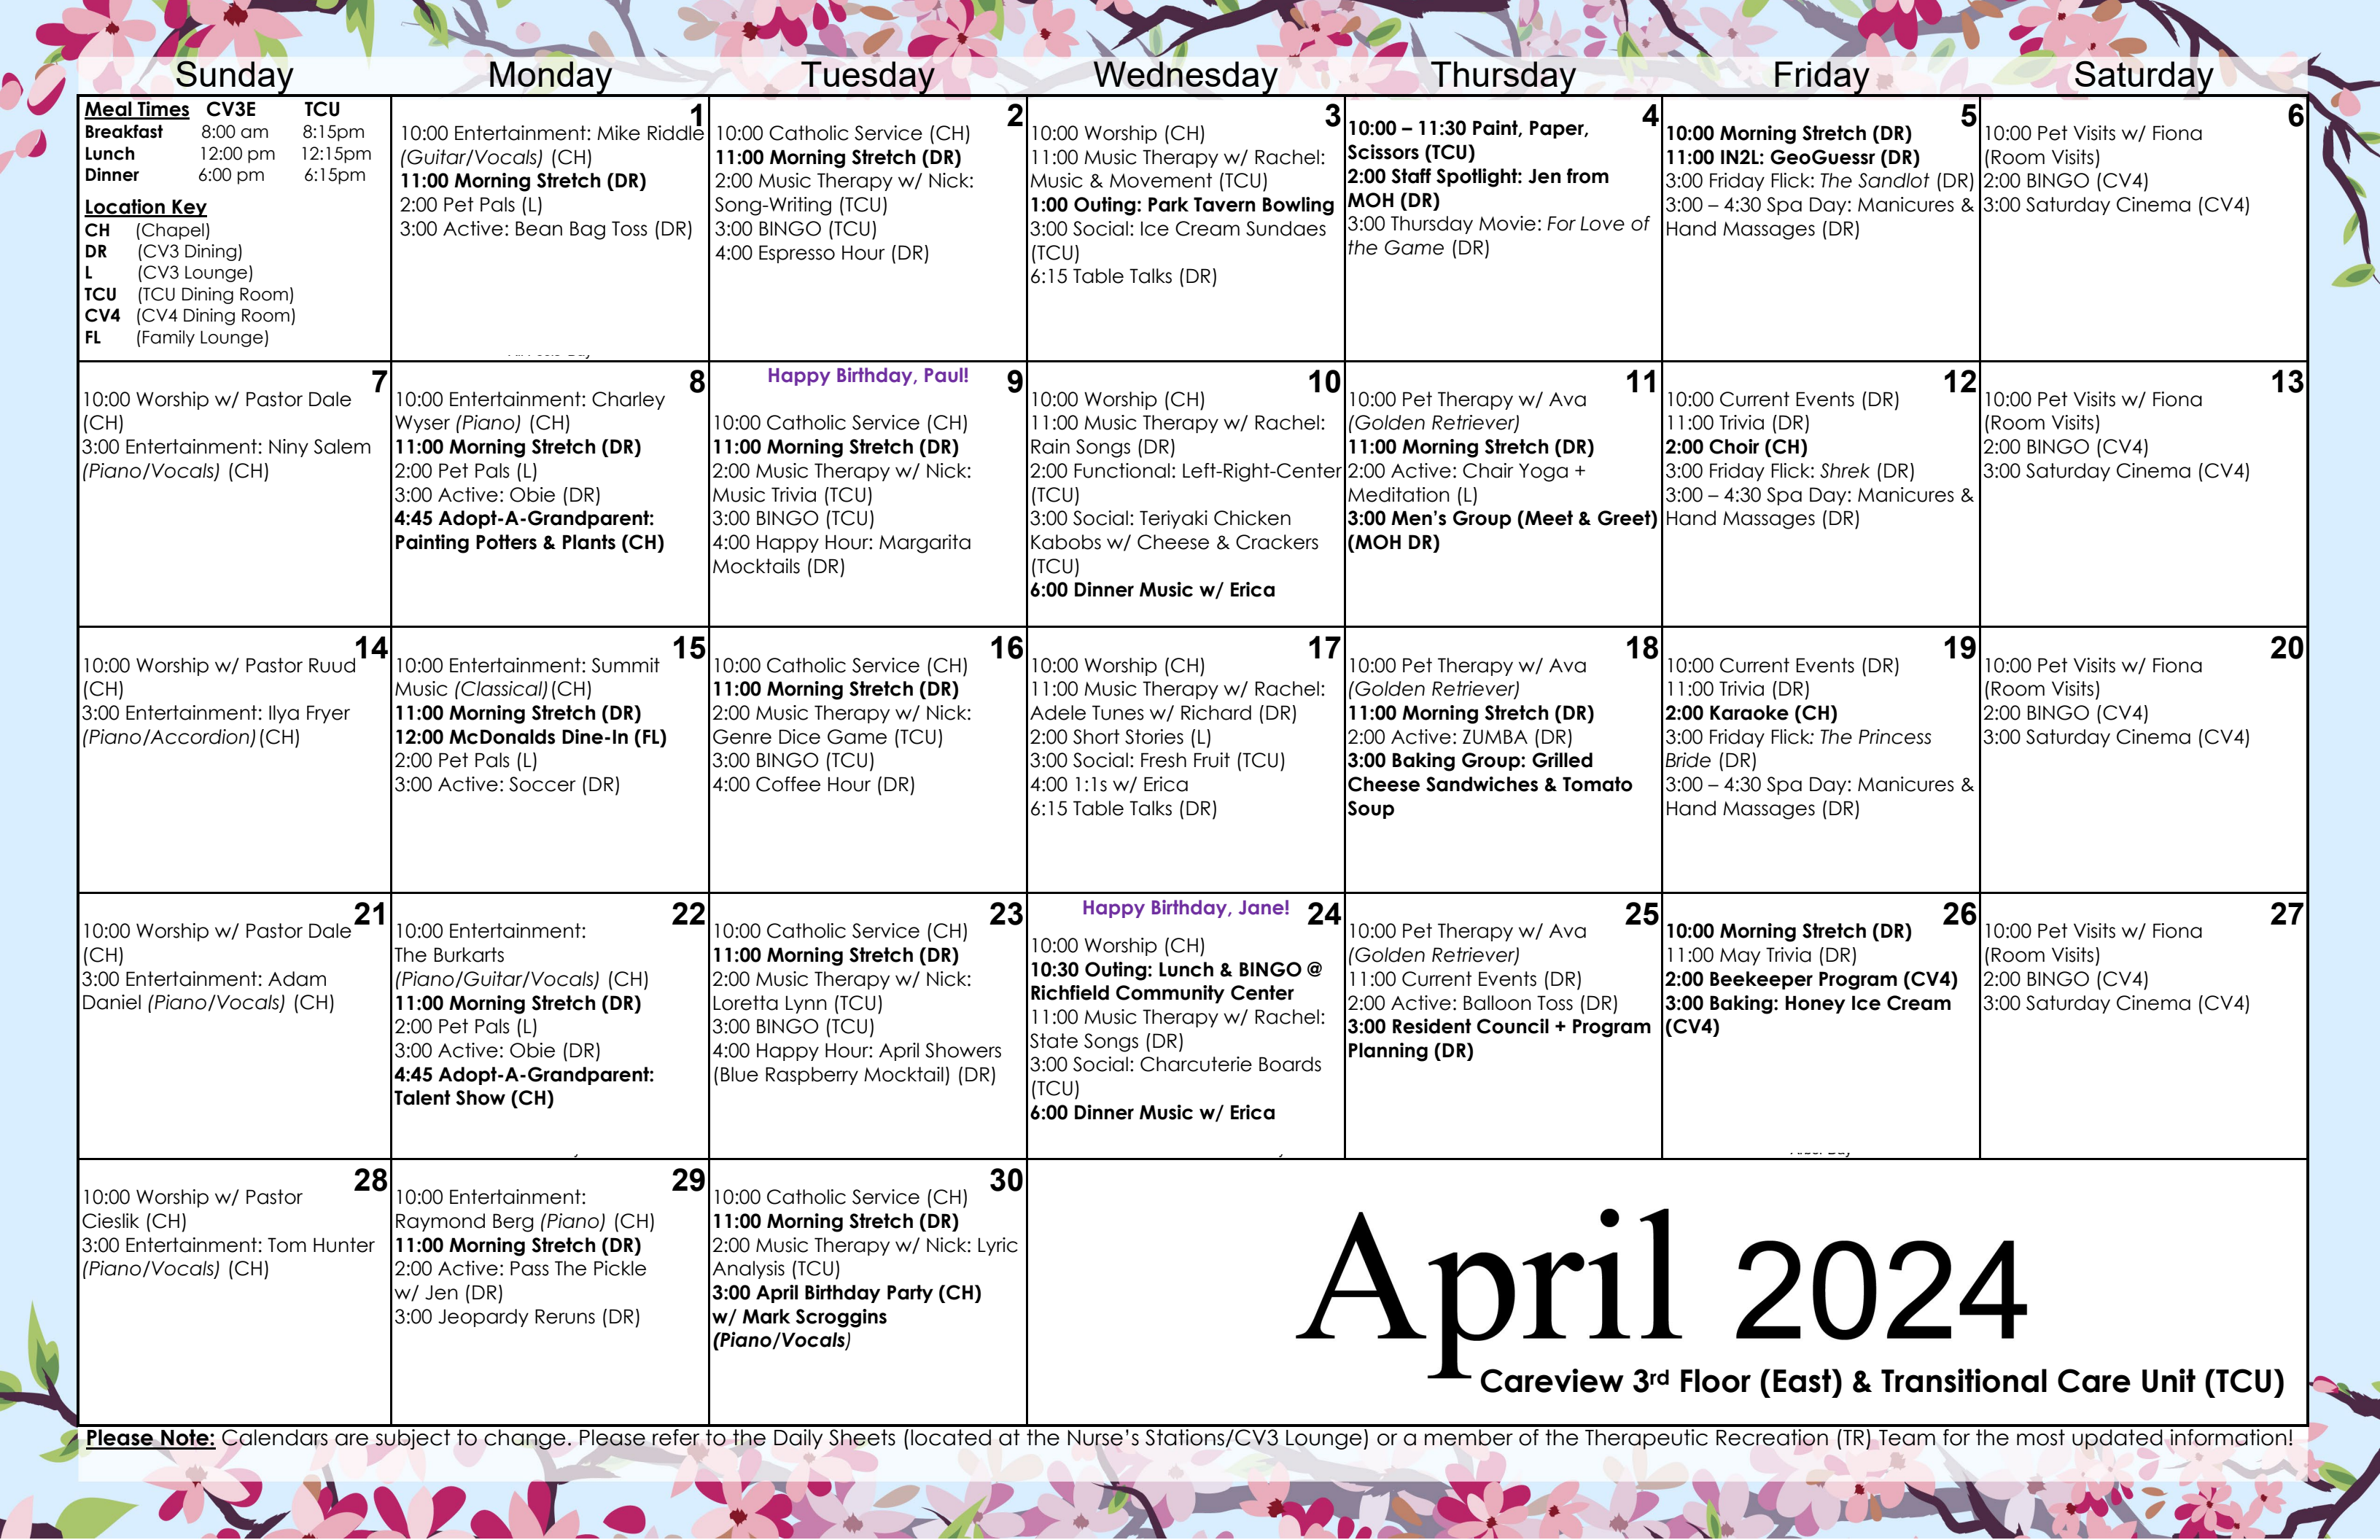 Sunday Monday Tuesday Wednesday Thursday Friday Saturday
Meal Times CV3E TCU
Breakfast 8:00 am 8:15pm
Lunch 12:00 pm 12:15pm
Dinner 6:00 pm 6:15pm
Location Key
CH (Chapel)
DR (CV3 Dining)
L (CV3 Lounge)
TCU (TCU Dining Room)
CV4 (CV4 Dining Room)
FL (Family Lounge)
1
10:00 Entertainment: Mike Riddle
(Guitar/Vocals) (CH)
11:00 Morning Stretch (DR)
2:00 Pet Pals (L)
3:00 Active: Bean Bag Toss (DR)
2
10:00 Catholic Service (CH)
11:00 Morning Stretch (DR)
2:00 Music Therapy w/ Nick:
Song-Writing (TCU)
3:00 BINGO (TCU)
4:00 Espresso Hour (DR)
3
10:00 Worship (CH)
11:00 Music Therapy w/ Rachel:
Music & Movement (TCU)
1:00 Outing: Park Tavern Bowling
3:00 Social: Ice Cream Sundaes
(TCU)
6:15 Table Talks (DR)
4
10:00 – 11:30 Paint, Paper,
Scissors (TCU)
2:00 Staff Spotlight: Jen from
MOH (DR)
3:00 Thursday Movie: For Love of
the Game (DR)
5
10:00 Morning Stretch (DR)
11:00 IN2L: GeoGuessr (DR)
3:00 Friday Flick: The Sandlot (DR)
3:00 – 4:30 Spa Day: Manicures &
Hand Massages (DR)
6
10:00 Pet Visits w/ Fiona
(Room Visits)
2:00 BINGO (CV4)
3:00 Saturday Cinema (CV4)
7
10:00 Worship w/ Pastor Dale
(CH)
3:00 Entertainment: Niny Salem
(Piano/Vocals) (CH)
8
10:00 Entertainment: Charley
Wyser (Piano) (CH)
11:00 Morning Stretch (DR)
2:00 Pet Pals (L)
3:00 Active: Obie (DR)
4:45 Adopt-A-Grandparent:
Painting Potters & Plants (CH)
Happy Birthday, Paul! 9
10:00 Catholic Service (CH)
11:00 Morning Stretch (DR)
2:00 Music Therapy w/ Nick:
Music Trivia (TCU)
3:00 BINGO (TCU)
4:00 Happy Hour: Margarita
Mocktails (DR)
10
10:00 Worship (CH)
11:00 Music Therapy w/ Rachel:
Rain Songs (DR)
2:00 Functional: Left-Right-Center
(TCU)
3:00 Social: Teriyaki Chicken
Kabobs w/ Cheese & Crackers
(TCU)
6:00 Dinner Music w/ Erica
11
10:00 Pet Therapy w/ Ava
(Golden Retriever)
11:00 Morning Stretch (DR)
2:00 Active: Chair Yoga +
Meditation (L)
3:00 Men's Group (Meet & Greet)
(MOH DR)
12
10:00 Current Events (DR)
11:00 Trivia (DR)
2:00 Choir (CH)
3:00 Friday Flick: Shrek (DR)
3:00 – 4:30 Spa Day: Manicures &
Hand Massages (DR)
13
10:00 Pet Visits w/ Fiona
(Room Visits)
2:00 BINGO (CV4)
3:00 Saturday Cinema (CV4)
14
10:00 Worship w/ Pastor Ruud
(CH)
3:00 Entertainment: Ilya Fryer
(Piano/Accordion)(CH)
15
10:00 Entertainment: Summit
Music (Classical)(CH)
11:00 Morning Stretch (DR)
12:00 McDonalds Dine-In (FL)
2:00 Pet Pals (L)
3:00 Active: Soccer (DR)
16
10:00 Catholic Service (CH)
11:00 Morning Stretch (DR)
2:00 Music Therapy w/ Nick:
Genre Dice Game (TCU)
3:00 BINGO (TCU)
4:00 Coffee Hour (DR)
17
10:00 Worship (CH)
11:00 Music Therapy w/ Rachel:
Adele Tunes w/ Richard (DR)
2:00 Short Stories (L)
3:00 Social: Fresh Fruit (TCU)
4:00 1:1s w/ Erica
6:15 Table Talks (DR)
18
10:00 Pet Therapy w/ Ava
(Golden Retriever)
11:00 Morning Stretch (DR)
2:00 Active: ZUMBA (DR)
3:00 Baking Group: Grilled
Cheese Sandwiches & Tomato
Soup
19
10:00 Current Events (DR)
11:00 Trivia (DR)
2:00 Karaoke (CH)
3:00 Friday Flick: The Princess
Bride (DR)
3:00 – 4:30 Spa Day: Manicures &
Hand Massages (DR)
20
10:00 Pet Visits w/ Fiona
(Room Visits)
2:00 BINGO (CV4)
3:00 Saturday Cinema (CV4)
21
10:00 Worship w/ Pastor Dale
(CH)
3:00 Entertainment: Adam
Daniel (Piano/Vocals) (CH)
22
10:00 Entertainment:
The Burkarts
(Piano/Guitar/Vocals) (CH)
11:00 Morning Stretch (DR)
2:00 Pet Pals (L)
3:00 Active: Obie (DR)
4:45 Adopt-A-Grandparent:
Talent Show (CH)
23
10:00 Catholic Service (CH)
11:00 Morning Stretch (DR)
2:00 Music Therapy w/ Nick:
Loretta Lynn (TCU)
3:00 BINGO (TCU)
4:00 Happy Hour: April Showers
(Blue Raspberry Mocktail) (DR)
Happy Birthday, Jane! 24
10:00 Worship (CH)
10:30 Outing: Lunch & BINGO @
Richfield Community Center
11:00 Music Therapy w/ Rachel:
State Songs (DR)
3:00 Social: Charcuterie Boards
(TCU)
6:00 Dinner Music w/ Erica
25
10:00 Pet Therapy w/ Ava
(Golden Retriever)
11:00 Current Events (DR)
2:00 Active: Balloon Toss (DR)
3:00 Resident Council + Program
Planning (DR)
26
10:00 Morning Stretch (DR)
11:00 May Trivia (DR)
2:00 Beekeeper Program (CV4)
3:00 Baking: Honey Ice Cream
(CV4)
27
10:00 Pet Visits w/ Fiona
(Room Visits)
2:00 BINGO (CV4)
3:00 Saturday Cinema (CV4)
28
10:00 Worship w/ Pastor
Cieslik (CH)
3:00 Entertainment: Tom Hunter
(Piano/Vocals) (CH)
29
10:00 Entertainment:
Raymond Berg (Piano) (CH)
11:00 Morning Stretch (DR)
2:00 Active: Pass The Pickle
w/ Jen (DR)
3:00 Jeopardy Reruns (DR)
30
10:00 Catholic Service (CH)
11:00 Morning Stretch (DR)
2:00 Music Therapy w/ Nick: Lyric
Analysis (TCU)
3:00 April Birthday Party (CH)
w/ Mark Scroggins
(Piano/Vocals)
April 2024
Careview 3rd Floor (East) & Transitional Care Unit (TCU)
Please Note: Calendars are subject to change. Please refer to the Daily Sheets (located at the Nurse's Stations/CV3 Lounge) or a member of the Therapeutic Recreation (TR) Team for the most updated information!